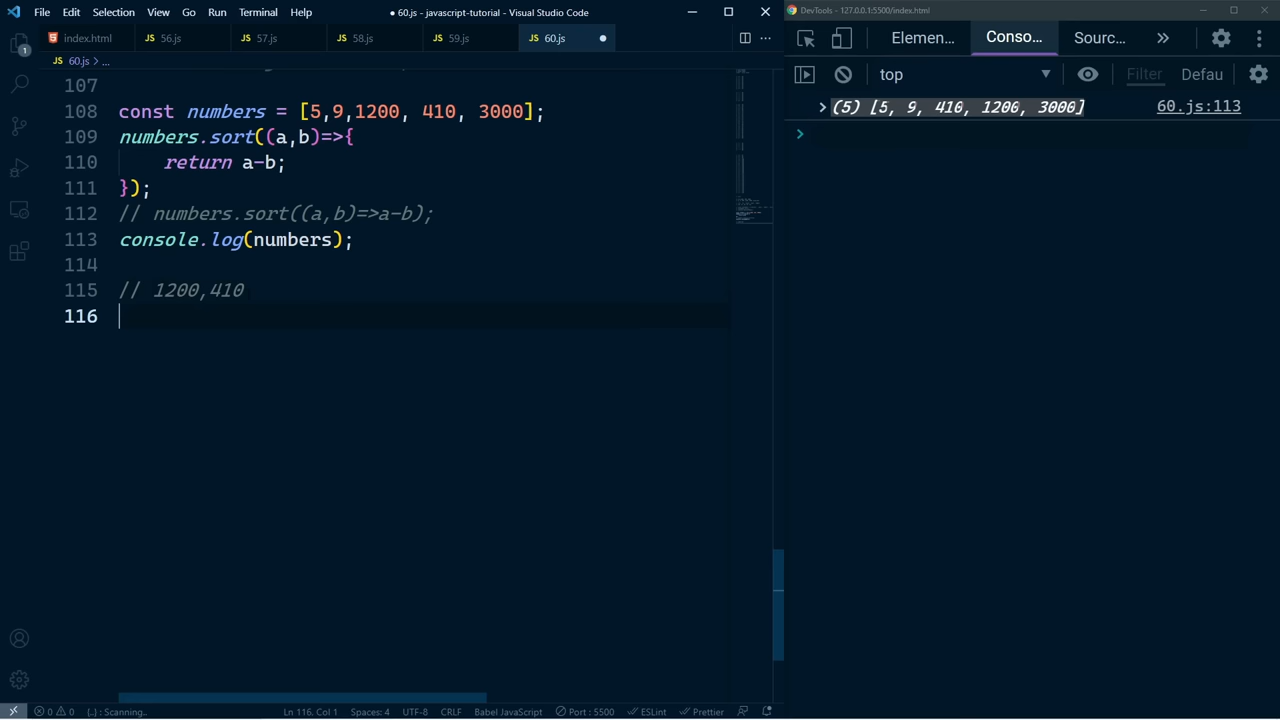 File Edit Selection View Go Run Terminal Help
● 60.js - javascript-tutorial - Visual Studio Code
index.html JS 56.js JS 57.js JS 58.js JS 59.js JS 60.js
JS 60.js > ...
1
107
108 const numbers = [5,9,1200, 410, 3000];
109 numbers.sort((a,b)=>{
110 return a-b;
111 });
112 // numbers.sort((a,b)=>a-b);
113 console.log(numbers);
114
115 // 1200,410
116
0 0 {..} : Scanning.. Ln 116, Col 1 Spaces: 4 UTF-8 CRLF Babel JavaScript Port : 5500 ESLint Prettier
DevTools - 127.0.0.1:5500/index.html
Elemen... Conso... Sourc... »
top Filter Defau
(5) [5, 9, 410, 1200, 3000] 60.js:113
>